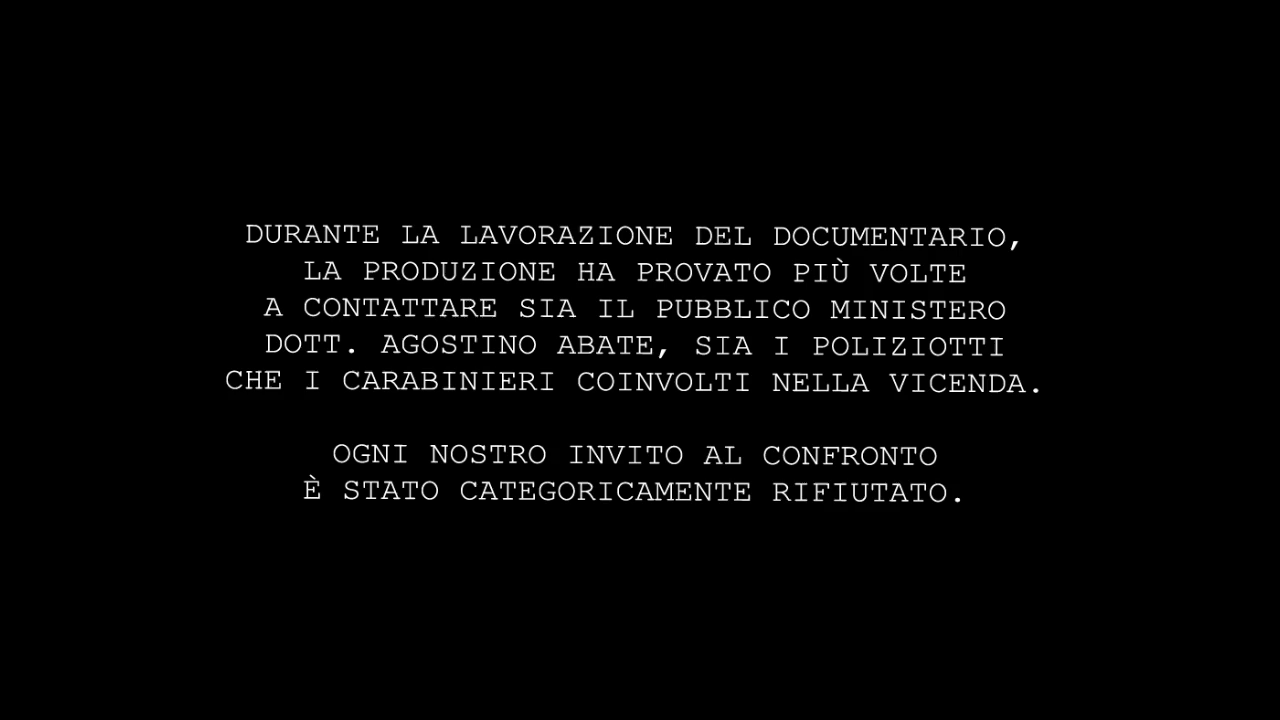 DURANTE LA LAVORAZIONE DEL DOCUMENTARIO,
LA PRODUZIONE HA PROVATO PIÙ VOLTE
A CONTATTARE SIA IL PUBBLICO MINISTERO
DOTT. AGOSTINO ABATE, SIA I POLIZIOTTI
CHE I CARABINIERI COINVOLTI NELLA VICENDA.
OGNI NOSTRO INVITO AL CONFRONTO
È STATO CATEGORICAMENTE RIFIUTATO.